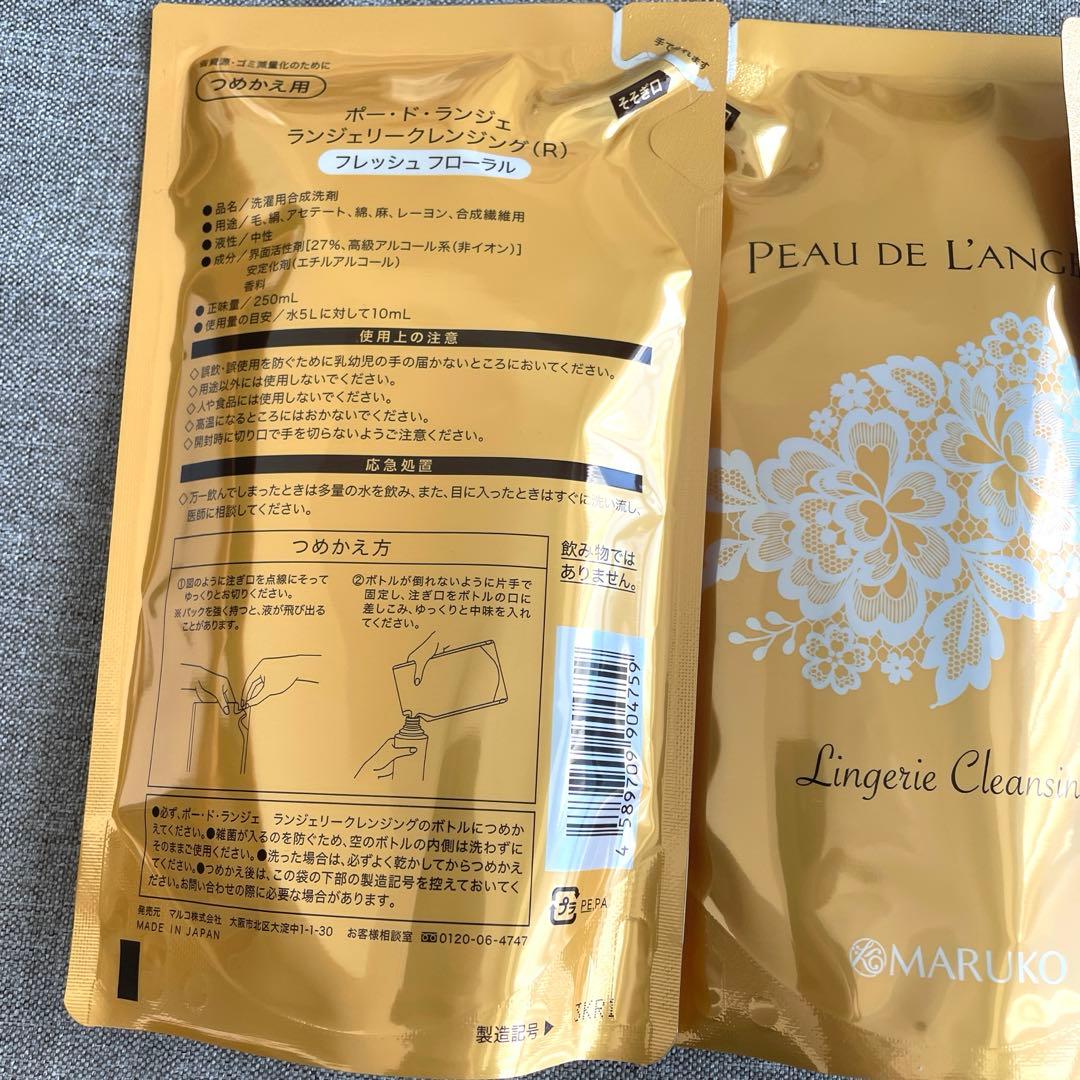 省資源・ゴミ減量化のために
つめかえ用
ポー・ド・ランジェ
ランジェリークレンジング(R)
フレッシュ フローラル
●品名/洗濯用合成洗剤
●用途/毛、絹、アセテート、綿、麻、レーヨン、合成繊維用
●液性/中性
●成分/界面活性剤[27%、高級アルコール系(非イオン)]
安定化剤(エチルアルコール)
香料
●正味量/250mL
●使用量の目安/水5Lに対して10mL
使用上の注意
◇誤飲・誤使用を防ぐために乳幼児の手の届かないところにおいてください。
◇用途以外には使用しないでください。
◇人や食品には使用しないでください。
◇高温になるところにはおかないでください。
◇開封時に切り口で手を切らないようご注意ください。
応急処置
◇万一飲んでしまったときは多量の水を飲み、また、目に入ったときはすぐに洗い流し、
医師に相談してください。
つめかえ方
①図のように注ぎ口を点線にそって
ゆっくりとお切りください。
※パックを強く持つと、液が飛び出る
ことがあります。
②ボトルが倒れないように片手で
固定し、注ぎ口をボトルの口に
差しこみ、ゆっくりと中味を入れ
てください。
飲み物では
ありません。
4 589709 904759
●必ず、ポー・ド・ランジェ ランジェリークレンジングのボトルにつめか
えてください。●雑菌が入るのを防ぐため、空のボトルの内側は洗わずに
そのままご使用ください。●洗った場合は、必ずよく乾かしてからつめかえ
てください。●つめかえ後は、この袋の下部の製造記号を控えておいてく
ださい。お問い合わせの際に必要な場合があります。
プラ PE,PA
発売元 マルコ株式会社 大阪市北区大淀中1-1-30 お客様相談室 0120-06-4747
MADE IN JAPAN
製造記号▶
3KR1
そそぎ口
PEAU DE L'ANGE
Lingerie Cleansin
MARUKO